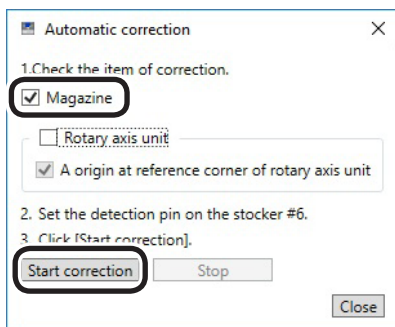 Automatic correction
1.Check the item of correction.
Magazine
Rotary axis unit
A origin at reference corner of rotary axis unit
2. Set the detection pin on the stocker #6.
3. Click [Start correction].
Start correction Stop
Close